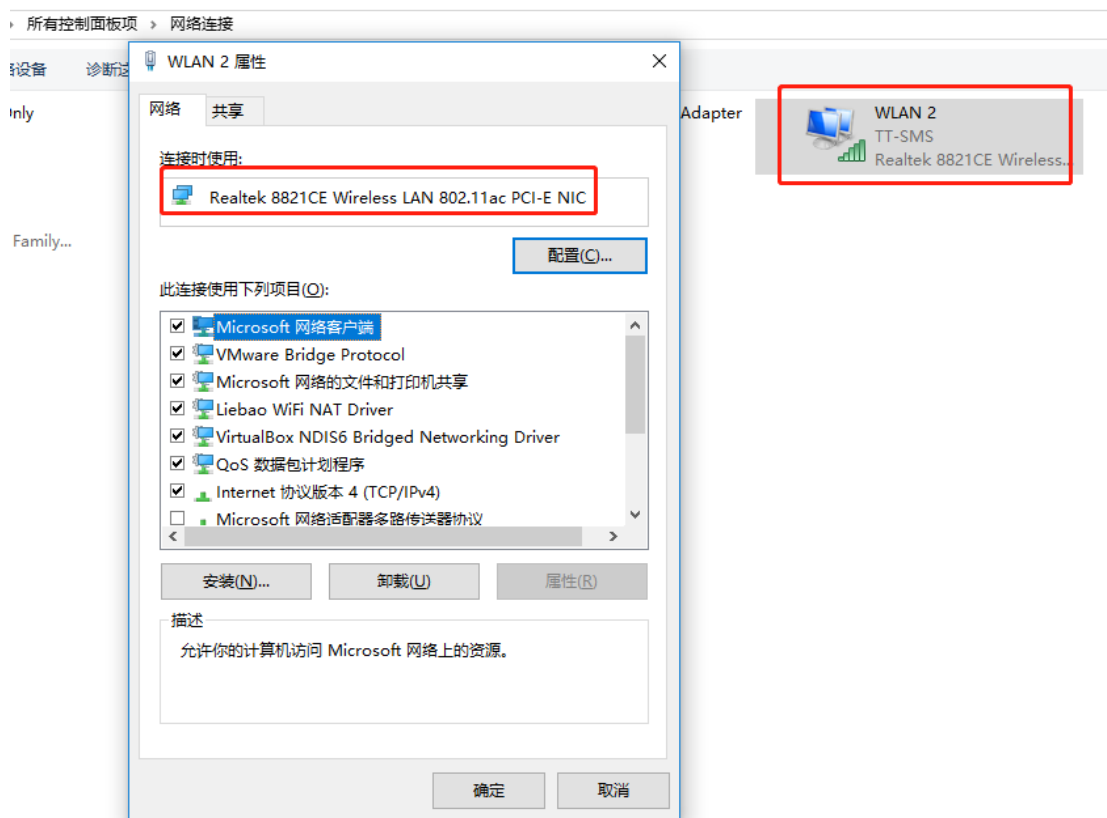 所有控制面板项 › 网络连接
WLAN 2 属性
络设备
诊断这
网络
共享
Only
Adapter
WLAN 2
TT-SMS
Realtek 8821CE Wireless...
连接时使用:
Realtek 8821CE Wireless LAN 802.11ac PCI-E NIC
Family...
配置(C)...
此连接使用下列项目(O):
Microsoft 网络客户端
VMware Bridge Protocol
Microsoft 网络的文件和打印机共享
Liebao WiFi NAT Driver
VirtualBox NDIS6 Bridged Networking Driver
QoS 数据包计划程序
Internet 协议版本 4 (TCP/IPv4)
Microsoft 网络适配器多路传送器协议
安装(N)...
卸载(U)
属性(R)
描述
允许你的计算机访问 Microsoft 网络上的资源。
确定
取消